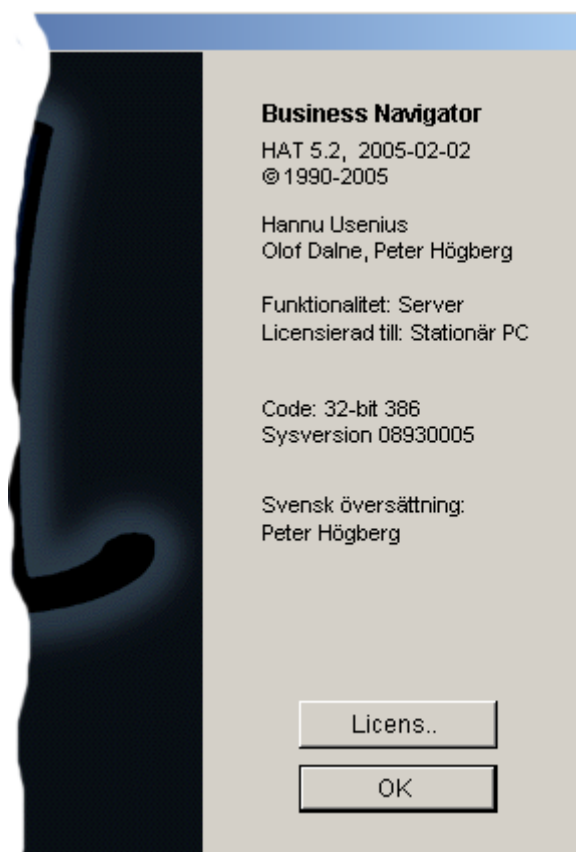 Business Navigator
HAT 5.2, 2005-02-02
© 1990-2005
Hannu Usenius
Olof Dalne, Peter Högberg
Funktionalitet: Server
Licensierad till: Stationär PC
Code: 32-bit 386
Sysversion 08930005
Svensk översättning:
Peter Högberg
Licens..
OK